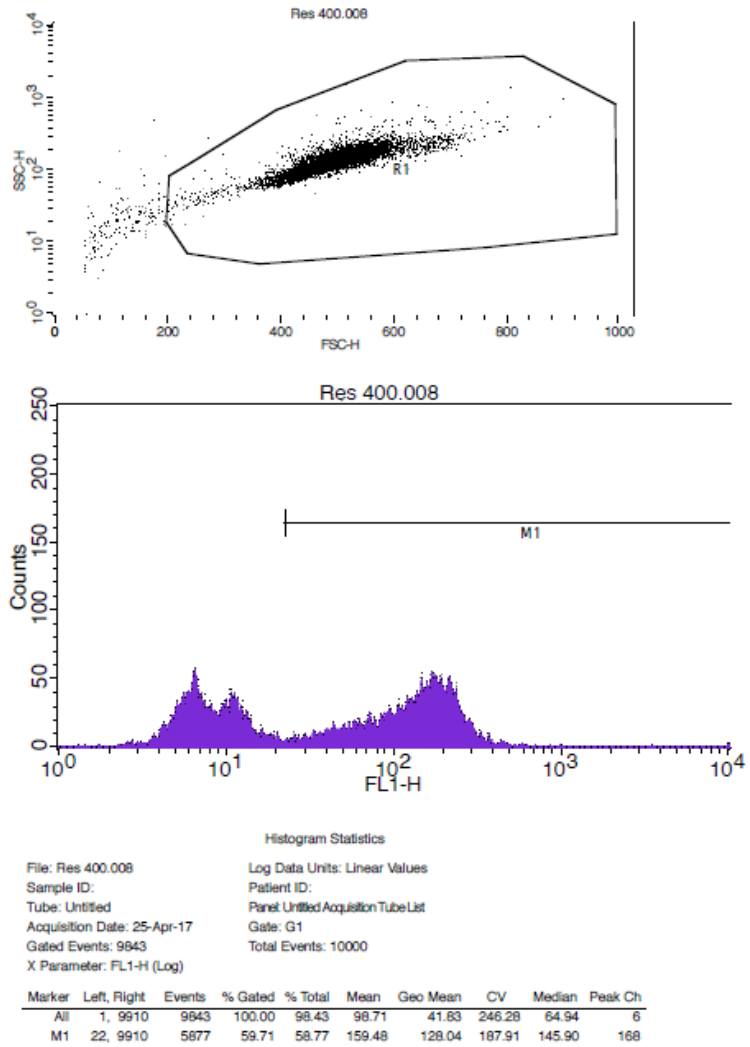 Res 400.008
SSC-H
10^4
10^3
10^2
10^1
10^0
R1
0 200 400 600 800 1000
FSC-H
Res 400.008
Counts
250
200
150
100
50
0
M1
10^0 10^1 10^2 10^3 10^4
FL1-H
Histogram Statistics
File: Res 400.008 Log Data Units: Linear Values
Sample ID: Patient ID:
Tube: Untitled Panel: Untitled Acquisition Tube List
Acquisition Date: 25-Apr-17 Gate: G1
Gated Events: 9843 Total Events: 10000
X Parameter: FL1-H (Log)
Marker Left, Right Events % Gated % Total Mean Geo Mean CV Median Peak Ch
All 1, 9910 9843 100.00 98.43 98.71 41.83 246.28 64.94 6
M1 22, 9910 5877 59.71 58.77 159.48 128.04 187.91 145.90 168